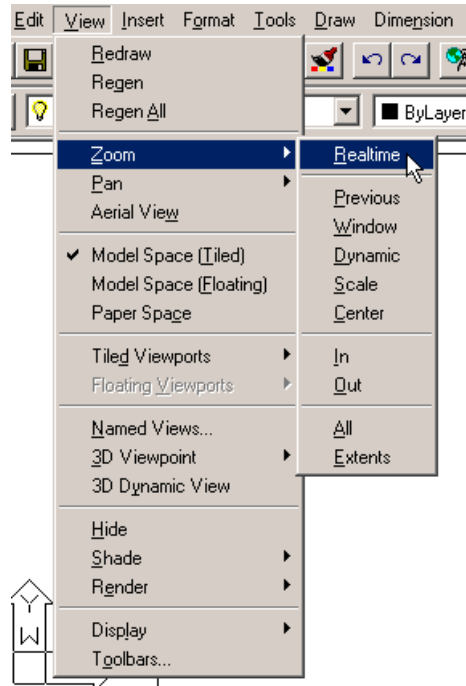 Edit View Insert Format Tools Draw Dimension
Redraw
Regen
Regen All
ByLayer
Zoom
Pan
Aerial View
Model Space (Tiled)
Model Space (Floating)
Paper Space
Tiled Viewports
Floating Viewports
Named Views...
3D Viewpoint
3D Dynamic View
Hide
Shade
Render
Display
Toolbars...
Realtime
Previous
Window
Dynamic
Scale
Center
In
Out
All
Extents
Y
W